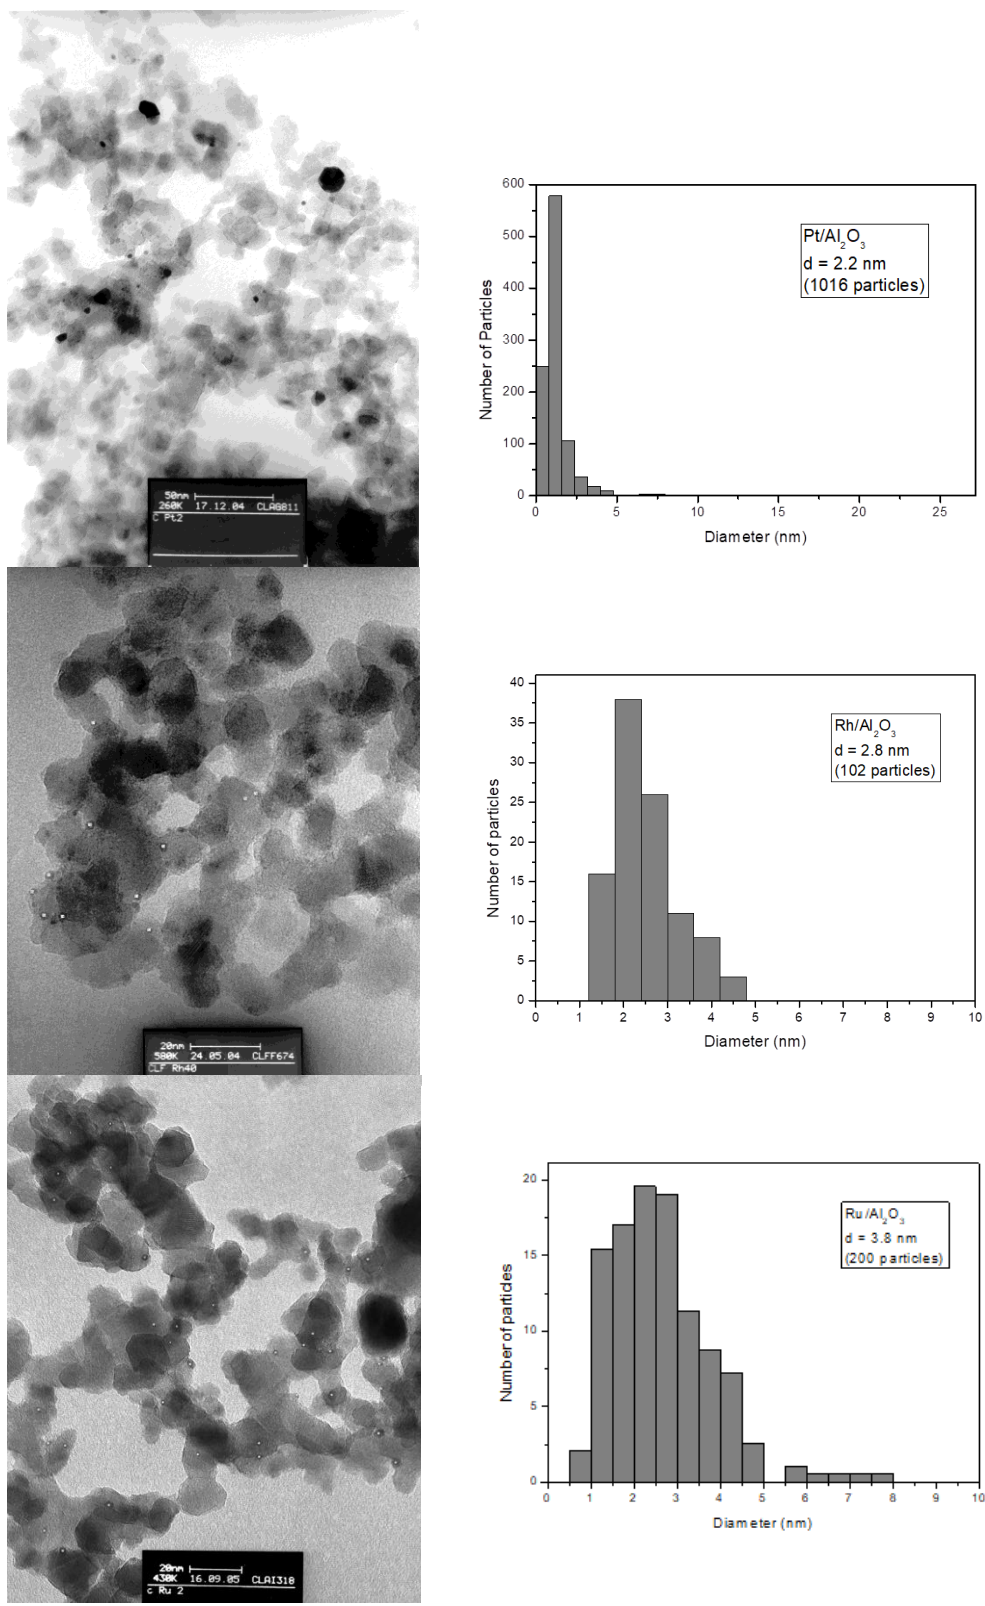 50nm
260K 17.12.04 CLAG811
C Pt2
600
500
400
300
200
100
0
Number of Particles
Pt/Al₂O₃
d = 2.2 nm
(1016 particles)
0 5 10 15 20 25
Diameter (nm)
20nm
580K 24.05.04 CLFF674
CLF Rh40
40
35
30
25
20
15
10
5
0
Number of particles
Rh/Al₂O₃
d = 2.8 nm
(102 particles)
0 1 2 3 4 5 6 7 8 9 10
Diameter (nm)
20nm
430K 16.09.05 CLAI318
c Ru 2
20
15
10
5
0
Number of particles
Ru/Al₂O₃
d = 3.8 nm
(200 particles)
0 1 2 3 4 5 6 7 8 9 10
Diameter (nm)